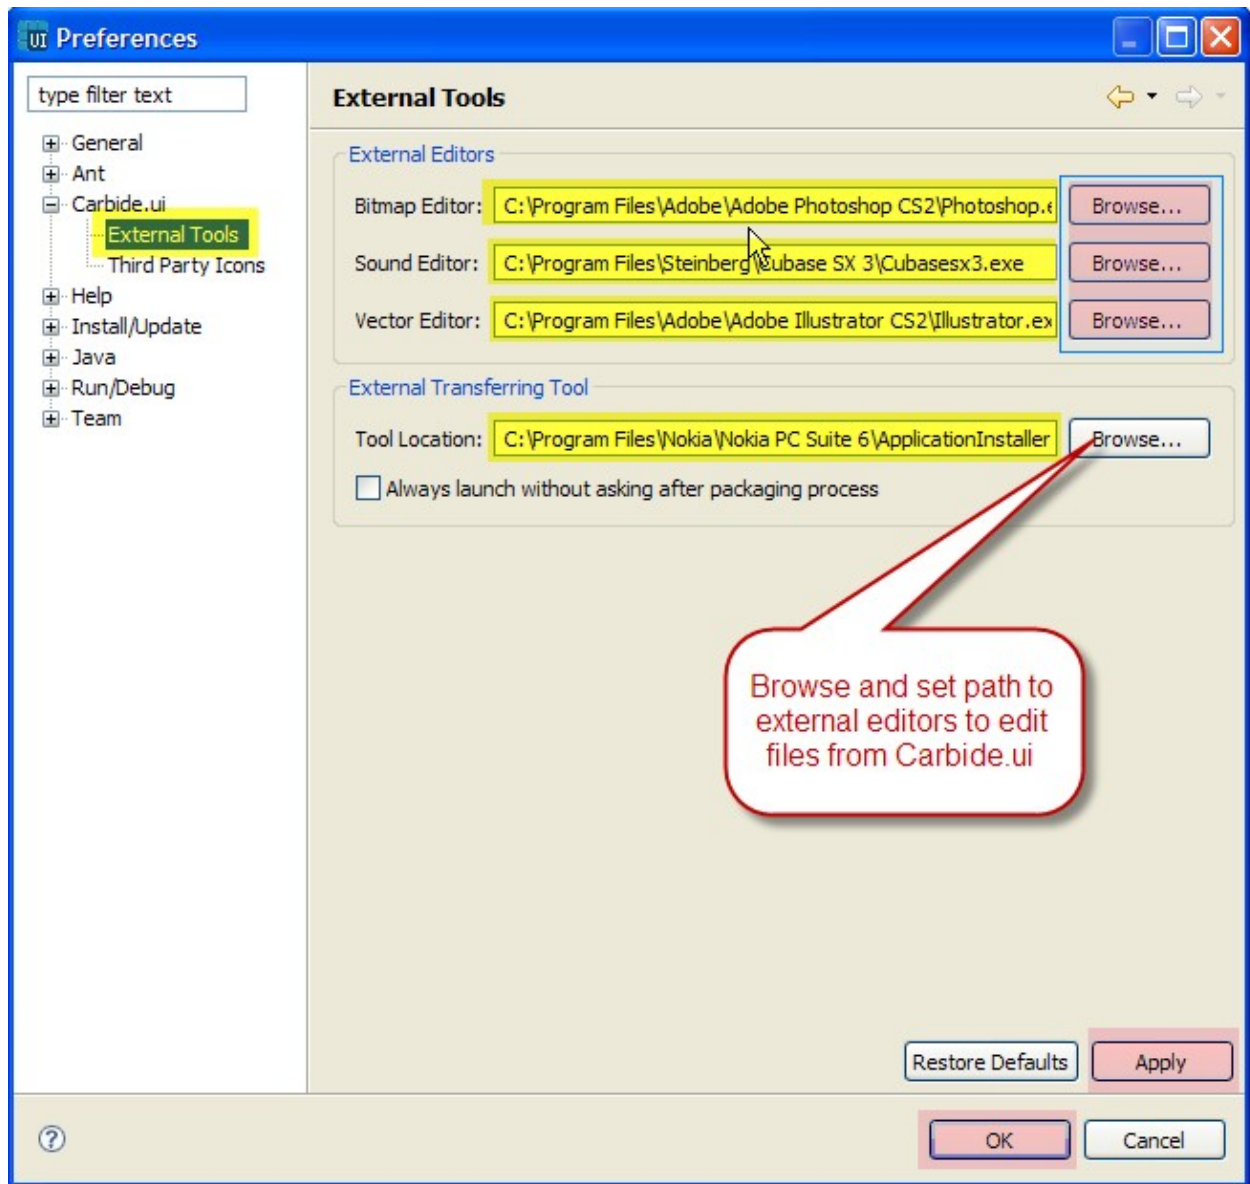 UI Preferences
type filter text
General
Ant
Carbide.ui
External Tools
Third Party Icons
Help
Install/Update
Java
Run/Debug
Team
External Tools
External Editors
Bitmap Editor: C:\Program Files\Adobe\Adobe Photoshop CS2\Photoshop.e Browse...
Sound Editor: C:\Program Files\Steinberg\Cubase SX 3\Cubasesx3.exe Browse...
Vector Editor: C:\Program Files\Adobe\Adobe Illustrator CS2\Illustrator.ex Browse...
External Transferring Tool
Tool Location: C:\Program Files\Nokia\Nokia PC Suite 6\ApplicationInstaller Browse...
Always launch without asking after packaging process
Browse and set path to
external editors to edit
files from Carbide.ui
Restore Defaults Apply
? OK Cancel